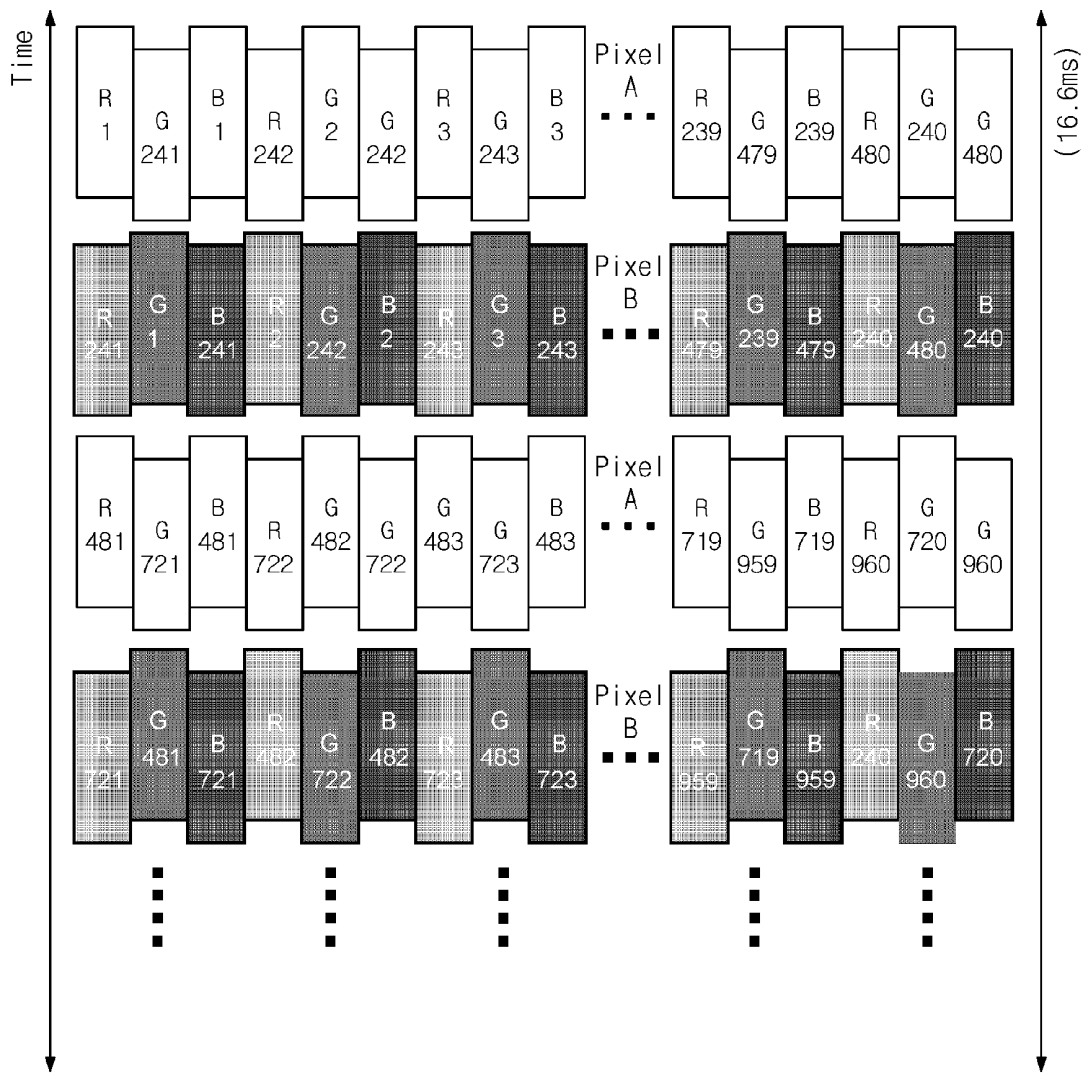 Time
(16.6ms)
R 1 G 241 B 1 R 242 G 2 G 242 R 3 G 243 B 3 Pixel A ... R 239 G 479 B 239 R 480 G 240 G 480
R 241 G 1 B 241 R 2 G 242 B 2 R 243 G 3 B 243 Pixel B ... R 479 G 239 B 479 R 240 G 480 B 240
R 481 G 721 B 481 R 722 G 482 G 722 G 483 G 723 B 483 Pixel A ... R 719 G 959 B 719 R 960 G 720 G 960
R 721 G 481 B 721 R 482 G 722 B 482 R 723 G 483 B 723 Pixel B ... R 959 G 719 B 959 R 240 G 960 B 720